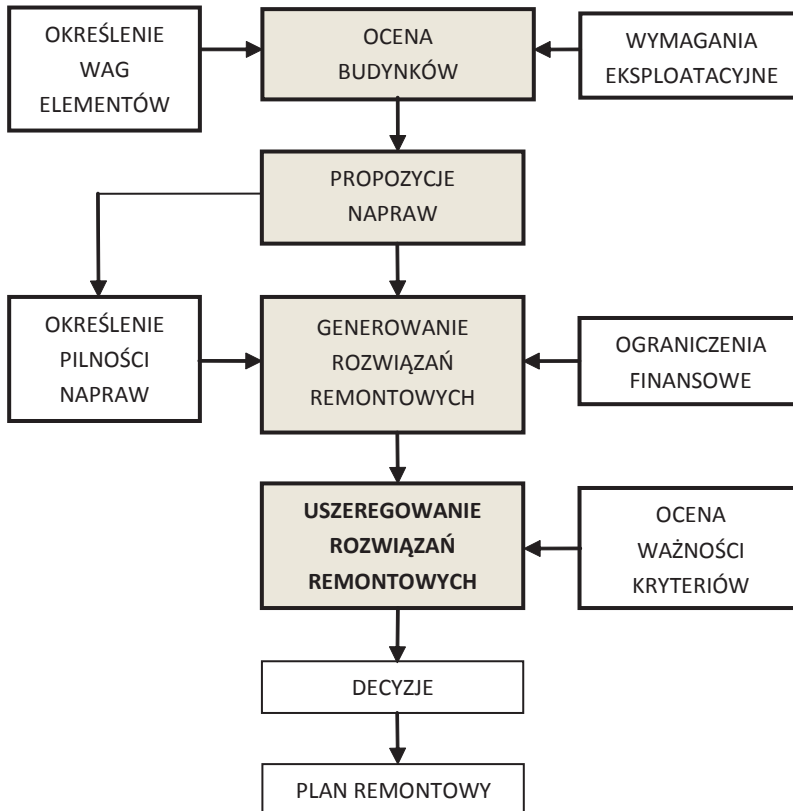 OKREŚLENIE
WAG
ELEMENTÓW
OCENA
BUDYNKÓW
WYMAGANIA
EKSPLOATACYJNE
PROPOZYCJE
NAPRAW
OKREŚLENIE
PILNOŚCI
NAPRAW
GENEROWANIE
ROZWIĄZAŃ
REMONTOWYCH
OGRANICZENIA
FINANSOWE
USZEREGOWANIE
ROZWIĄZAŃ
REMONTOWYCH
OCENA
WAŻNOŚCI
KRYTERIÓW
DECYZJE
PLAN REMONTOWY